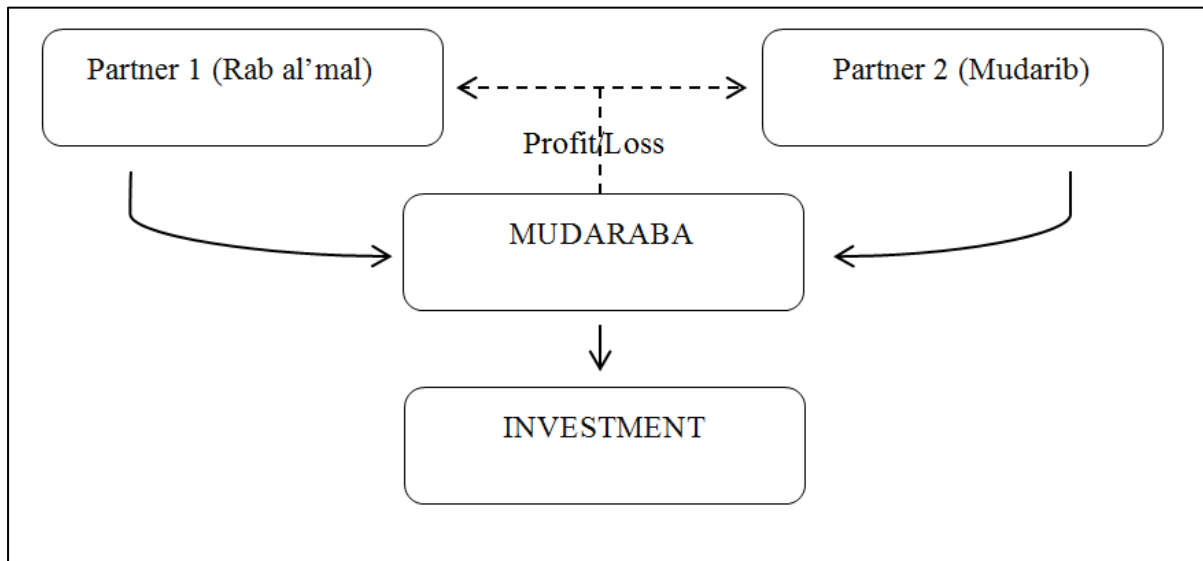 Partner 1 (Rab al’mal)
Partner 2 (Mudarib)
Profit/Loss
MUDARABA
INVESTMENT